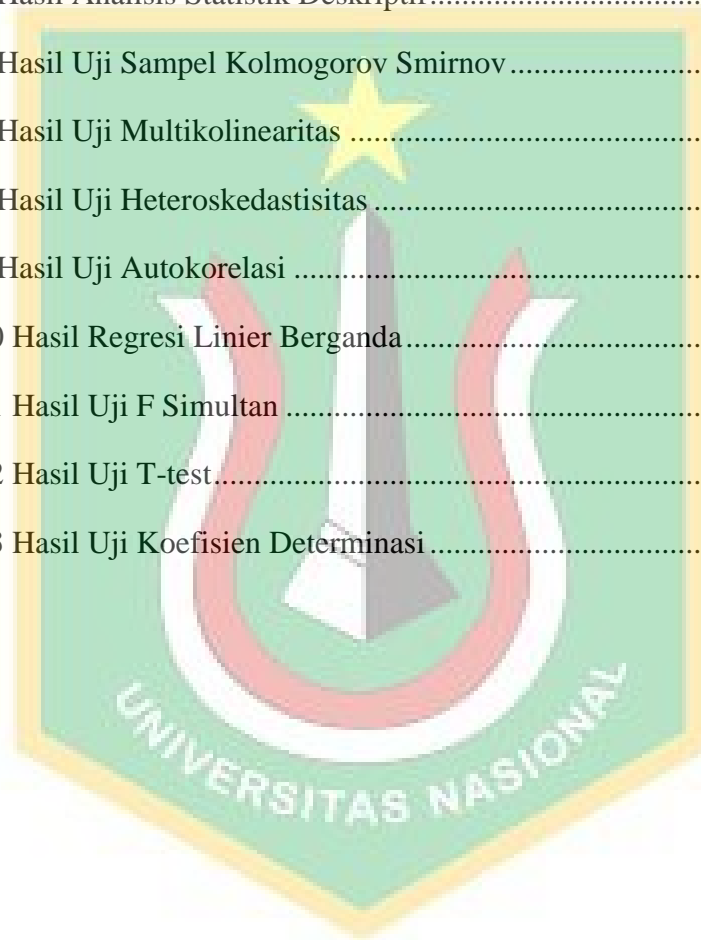 Hasil Analisis Statistik Deskriptif
Hasil Uji Sampel Kolmogorov Smirnov
Hasil Uji Multikolinearitas
Hasil Uji Heteroskedastisitas
Hasil Uji Autokorelasi
0 Hasil Regresi Linier Berganda
Hasil Uji F Simultan
2 Hasil Uji T-test
3 Hasil Uji Koefisien Determinasi
UNIVERSITAS NASIONAL